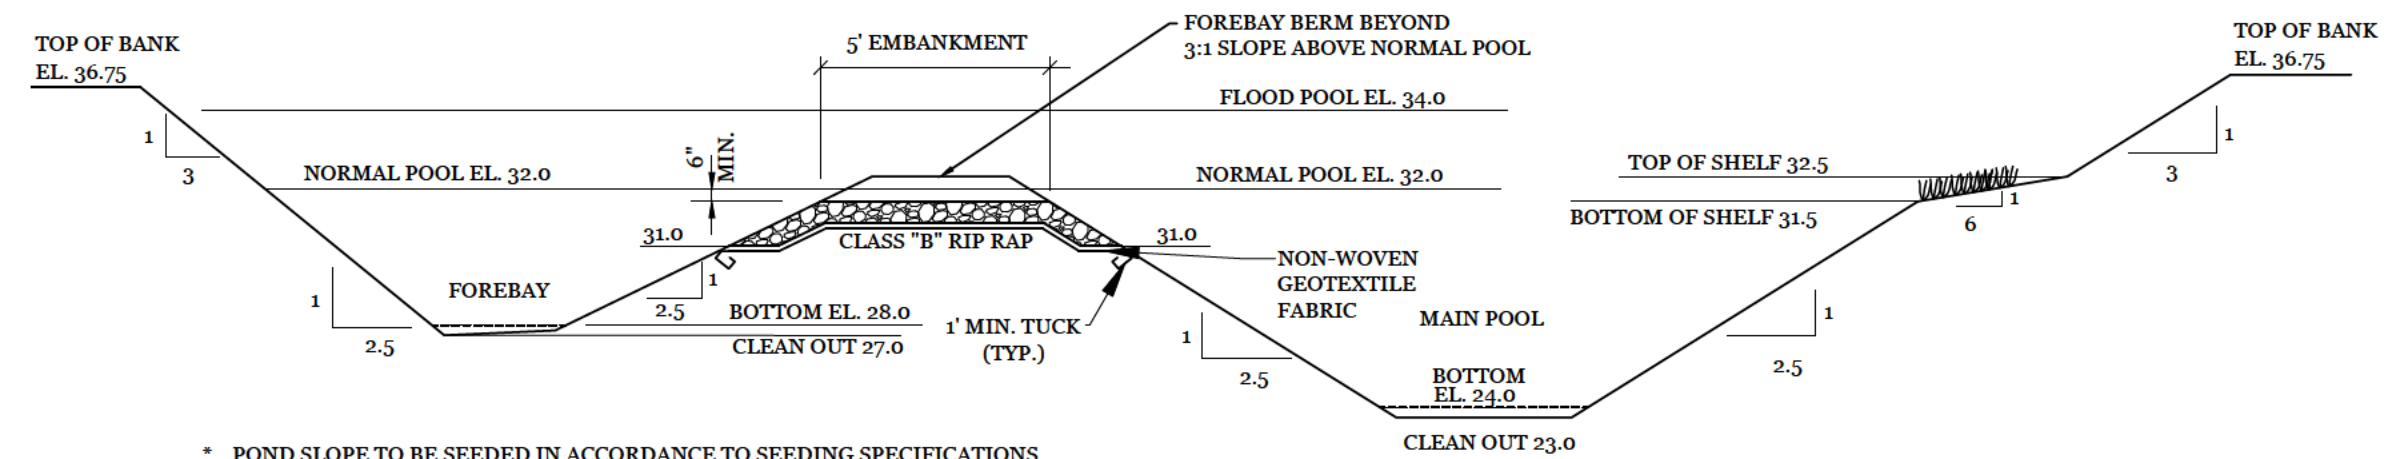 TOP OF BANK
EL. 36.75
5' EMBANKMENT
FOREBAY BERM BEYOND
3:1 SLOPE ABOVE NORMAL POOL
TOP OF BANK
EL. 36.75
FLOOD POOL EL. 34.0
1
3
6" MIN.
NORMAL POOL EL. 32.0
NORMAL POOL EL. 32.0
TOP OF SHELF 32.5
1
3
BOTTOM OF SHELF 31.5
1
6
31.0
CLASS "B" RIP RAP
31.0
NON-WOVEN
GEOTEXTILE
FABRIC
1
2.5
FOREBAY
1
2.5
BOTTOM EL. 28.0
CLEAN OUT 27.0
1' MIN. TUCK
(TYP.)
1
2.5
MAIN POOL
1
2.5
BOTTOM
EL. 24.0
CLEAN OUT 23.0
* POND SLOPE TO BE SEEDED IN ACCORDANCE TO SEEDING SPECIFICATIONS